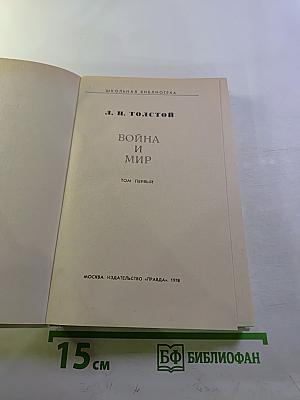 ШКОЛЬНАЯ БИБЛИОТЕКА
Л. Н. ТОЛСТОЙ
ВОЙНА
И
МИР
ТОМ ПЕРВЫЙ
МОСКВА. ИЗДАТЕЛЬСТВО «ПРАВДА». 1978
15 см
БФ БИБЛИОФАН